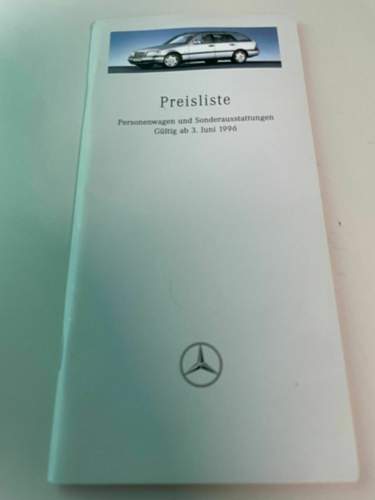 Preisliste
Personenwagen und Sonderausstattungen
Gültig ab 3. Juni 1996